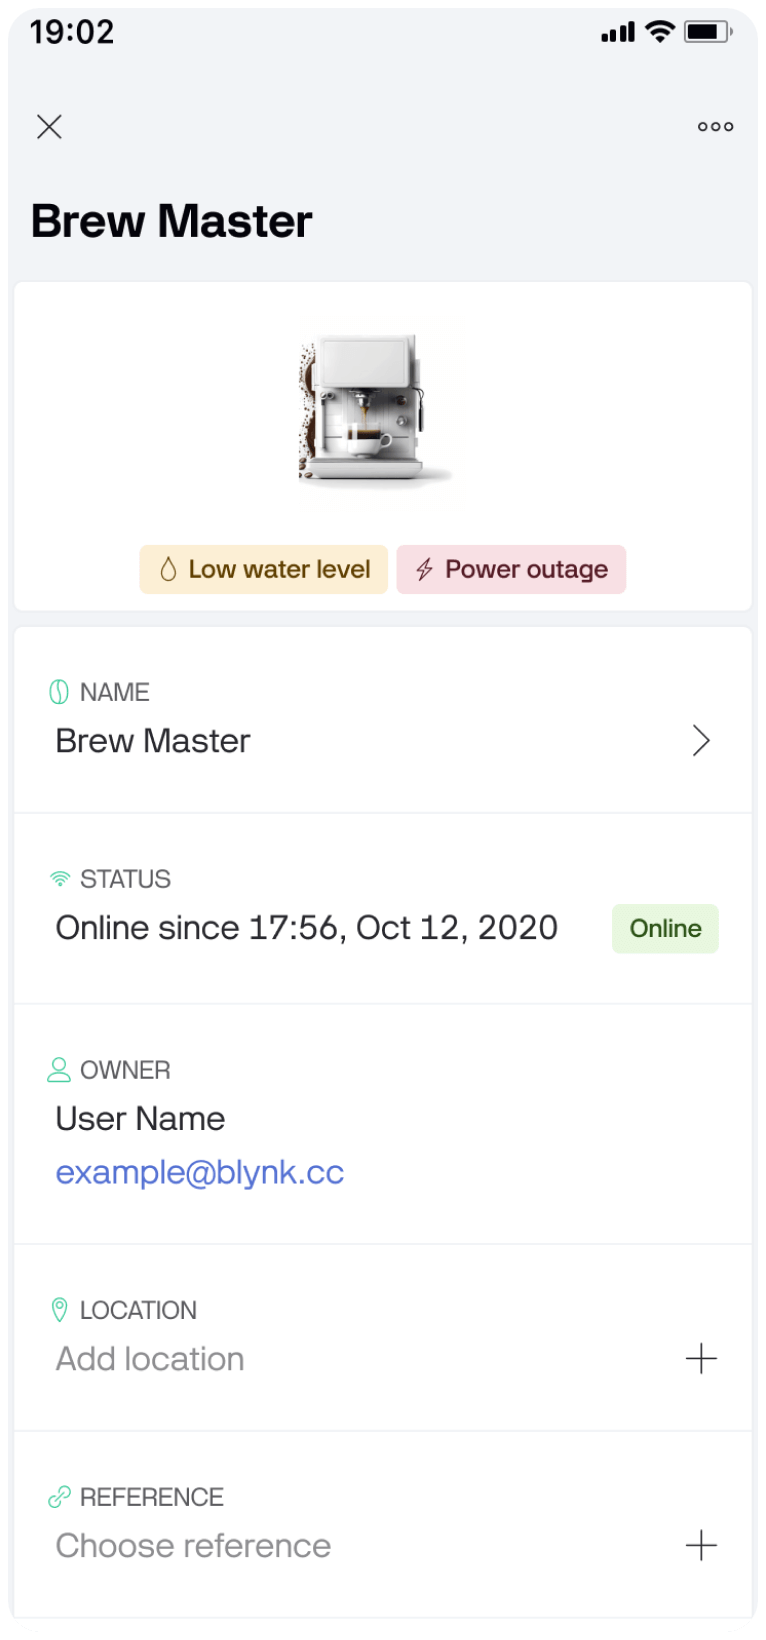 19:02
Brew Master
Low water level
Power outage
NAME
Brew Master
STATUS
Online since 17:56, Oct 12, 2020
Online
OWNER
User Name
example@blynk.cc
LOCATION
Add location
REFERENCE
Choose reference